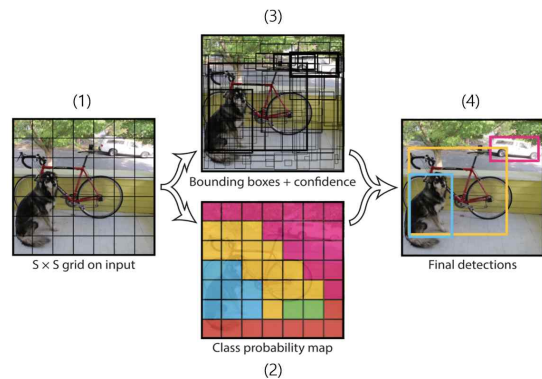 (3)
(1)
(4)
Bounding boxes + confidence
S × S grid on input
Final detections
Class probability map
(2)